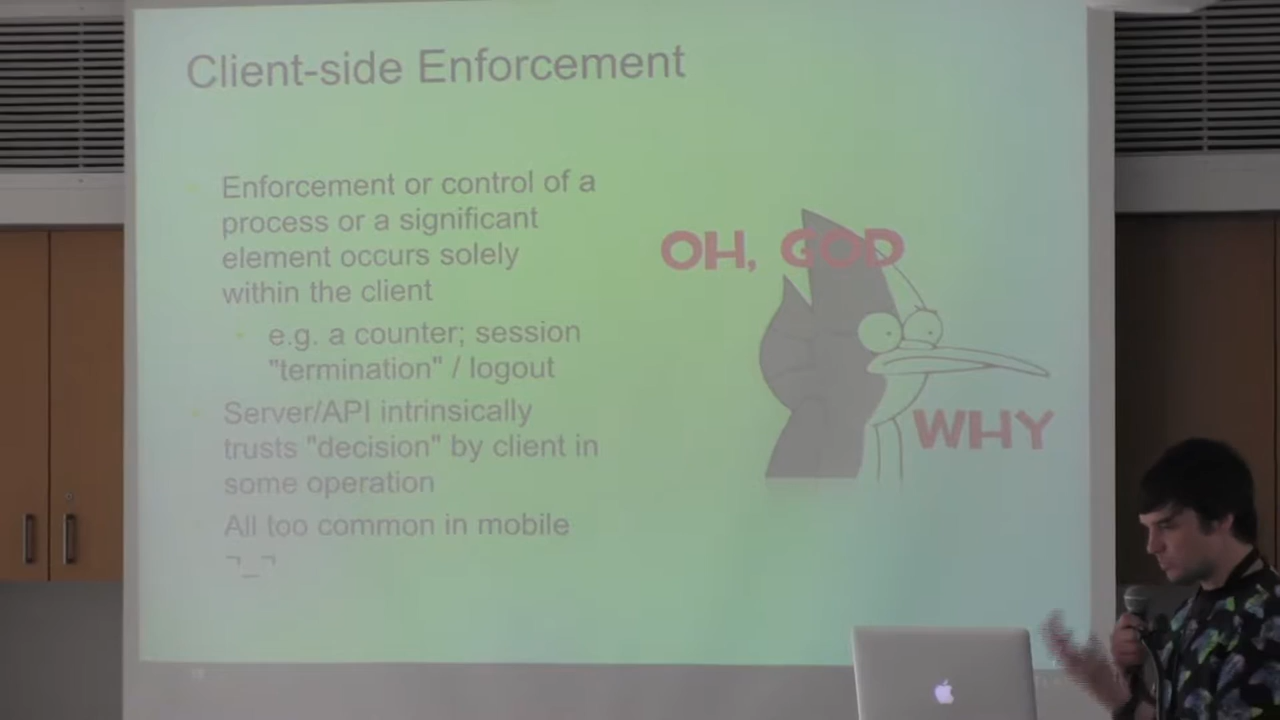 Client-side Enforcement
Enforcement or control of a
process or a significant
element occurs solely
within the client
e.g. a counter; session
"termination" / logout
Server/API intrinsically
trusts "decision" by client in
some operation
All too common in mobile
¬_¬
OH, GOD
WHY